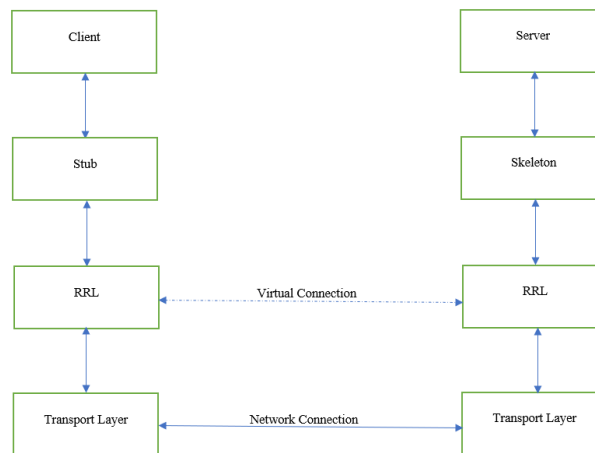 Client
Server
Stub
Skeleton
RRL
Virtual Connection
RRL
Transport Layer
Network Connection
Transport Layer